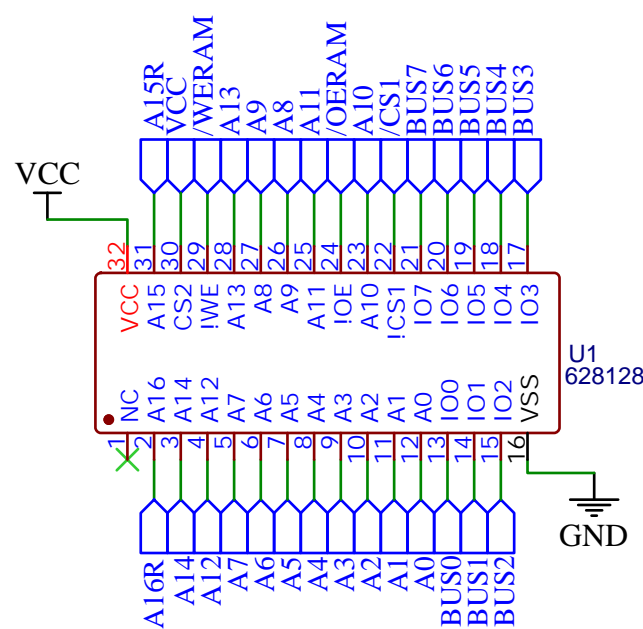 A15R
VCC
/WERAM
A13
A9
A8
A11
/OERAM
A10
/CS1
BUS7
BUS6
BUS5
BUS4
BUS3
VCC
32
31
30
29
28
27
26
25
24
23
22
21
20
19
18
17
VCC
A15
CS2
!WE
A13
A8
A9
A11
!OE
A10
!CS1
IO7
IO6
IO5
IO4
IO3
U1
628128
NC
A16
A14
A12
A7
A6
A5
A4
A3
A2
A1
A0
IO0
IO1
IO2
VSS
1
2
3
4
5
6
7
8
9
10
11
12
13
14
15
16
GND
A16R
A14
A12
A7
A6
A5
A4
A3
A2
A1
A0
BUS0
BUS1
BUS2